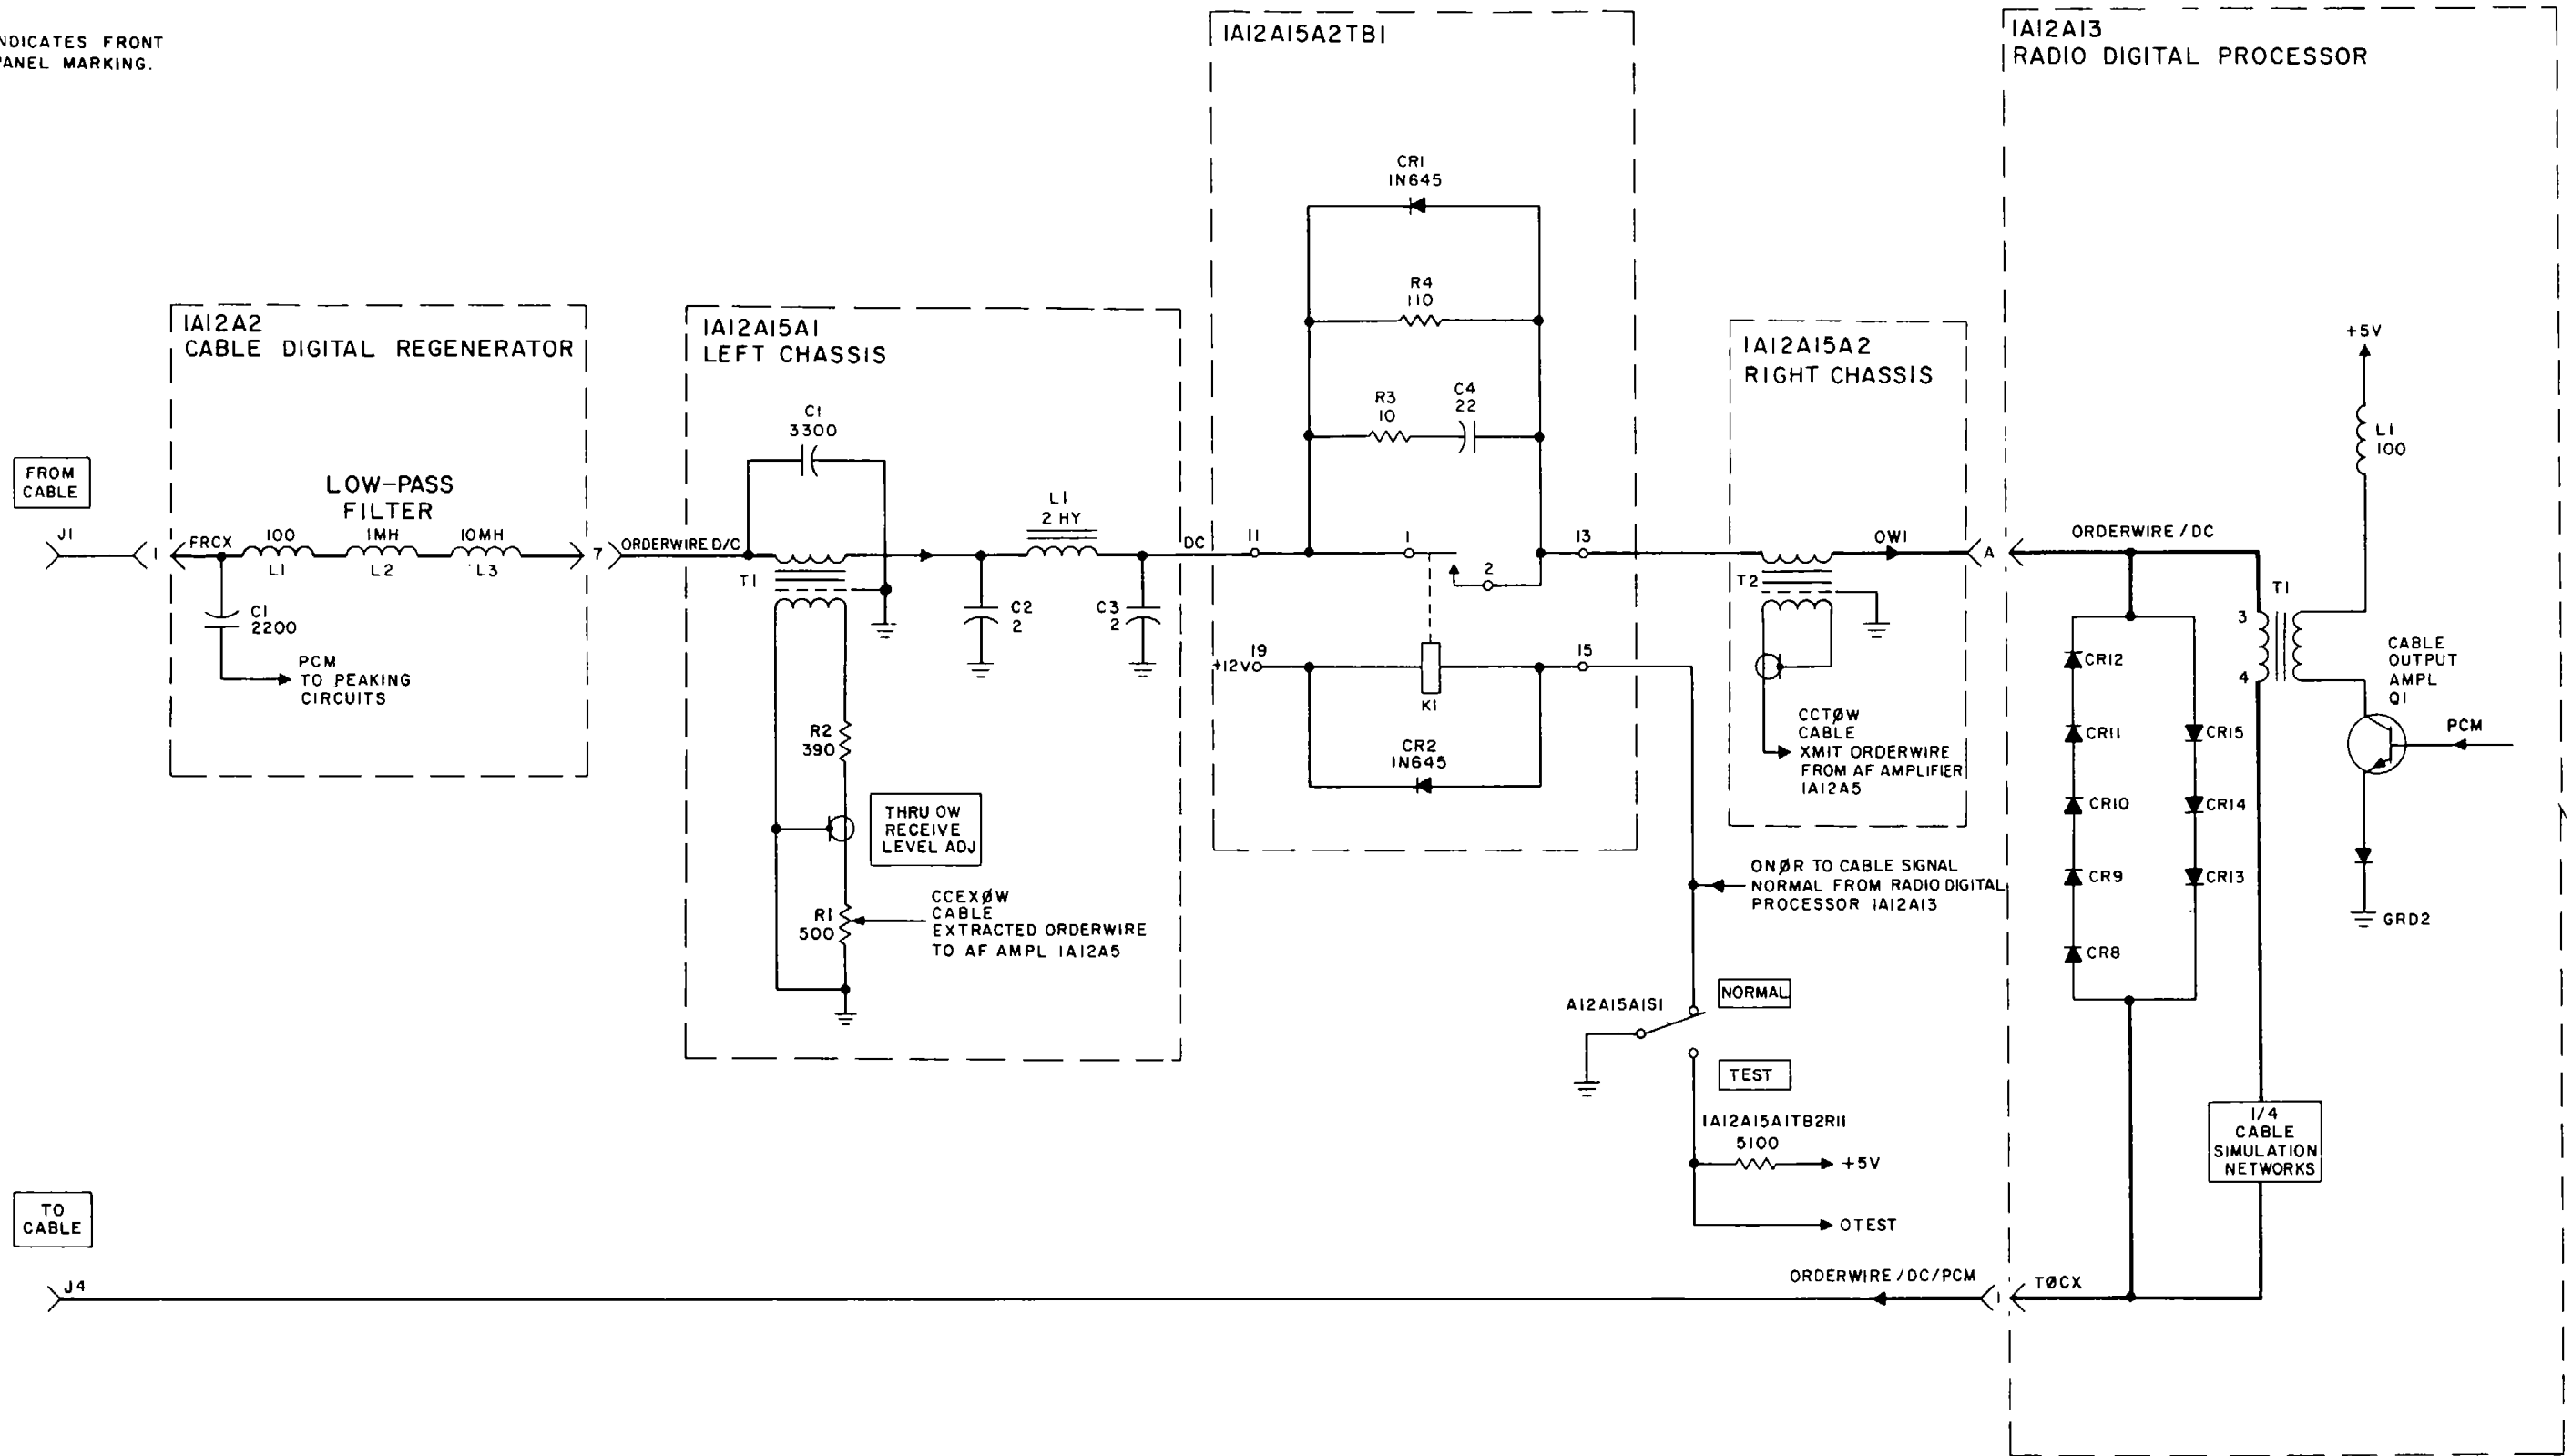 NDICATES FRONT
PANEL MARKING.
1A12A2
CABLE DIGITAL REGENERATOR
FROM
CABLE
J1
1
FRCX
LOW-PASS
FILTER
100
L1
1MH
L2
10MH
L3
7
C1
2200
PCM
TO PEAKING
CIRCUITS
1A12A15A1
LEFT CHASSIS
ORDERWIRE D/C
C1
3300
T1
L1
2 HY
C2
2
C3
2
DC
R2
390
THRU OW
RECEIVE
LEVEL ADJ
R1
500
CCEXØW
CABLE
EXTRACTED ORDERWIRE
TO AF AMPL 1A12A5
1A12A15A2TB1
CR1
1N645
R4
110
R3
10
C4
22
11
1
2
13
19
+12V
15
K1
CR2
1N645
1A12A15A2
RIGHT CHASSIS
T2
OW1
A
CCTØW
CABLE
XMIT ORDERWIRE
FROM AF AMPLIFIER
1A12A5
ONØR TO CABLE SIGNAL
NORMAL FROM RADIO DIGITAL
PROCESSOR 1A12A13
A12A15A1S1
NORMAL
TEST
1A12A15A1TB2R11
5100
+5V
OTEST
1A12A13
RADIO DIGITAL PROCESSOR
ORDERWIRE / DC
+5V
L1
100
T1
3
4
CABLE
OUTPUT
AMPL
Q1
PCM
CR12
CR11
CR10
CR9
CR8
CR15
CR14
CR13
GRD2
1/4
CABLE
SIMULATION
NETWORKS
TO
CABLE
J4
ORDERWIRE /DC/PCM
1
TØCX